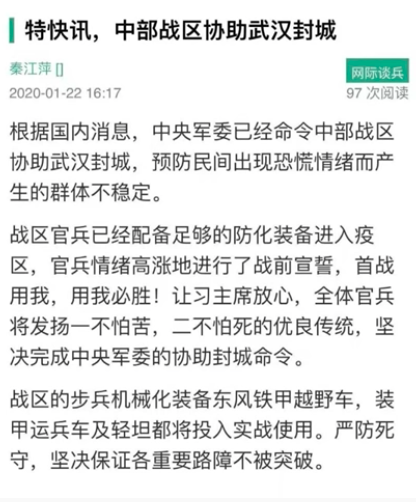 特快讯，中部战区协助武汉封城
秦江萍 []
网际谈兵
2020-01-22 16:17
97 次阅读
根据国内消息，中央军委已经命令中部战区
协助武汉封城，预防民间出现恐慌情绪而产
生的群体不稳定。
战区官兵已经配备足够的防化装备进入疫
区，官兵情绪高涨地进行了战前宣誓，首战
用我，用我必胜！让习主席放心，全体官兵
将发扬一不怕苦，二不怕死的优良传统，坚
决完成中央军委的协助封城命令。
战区的步兵机械化装备东风铁甲越野车，装
甲运兵车及轻坦都将投入实战使用。严防死
守，坚决保证各重要路障不被突破。